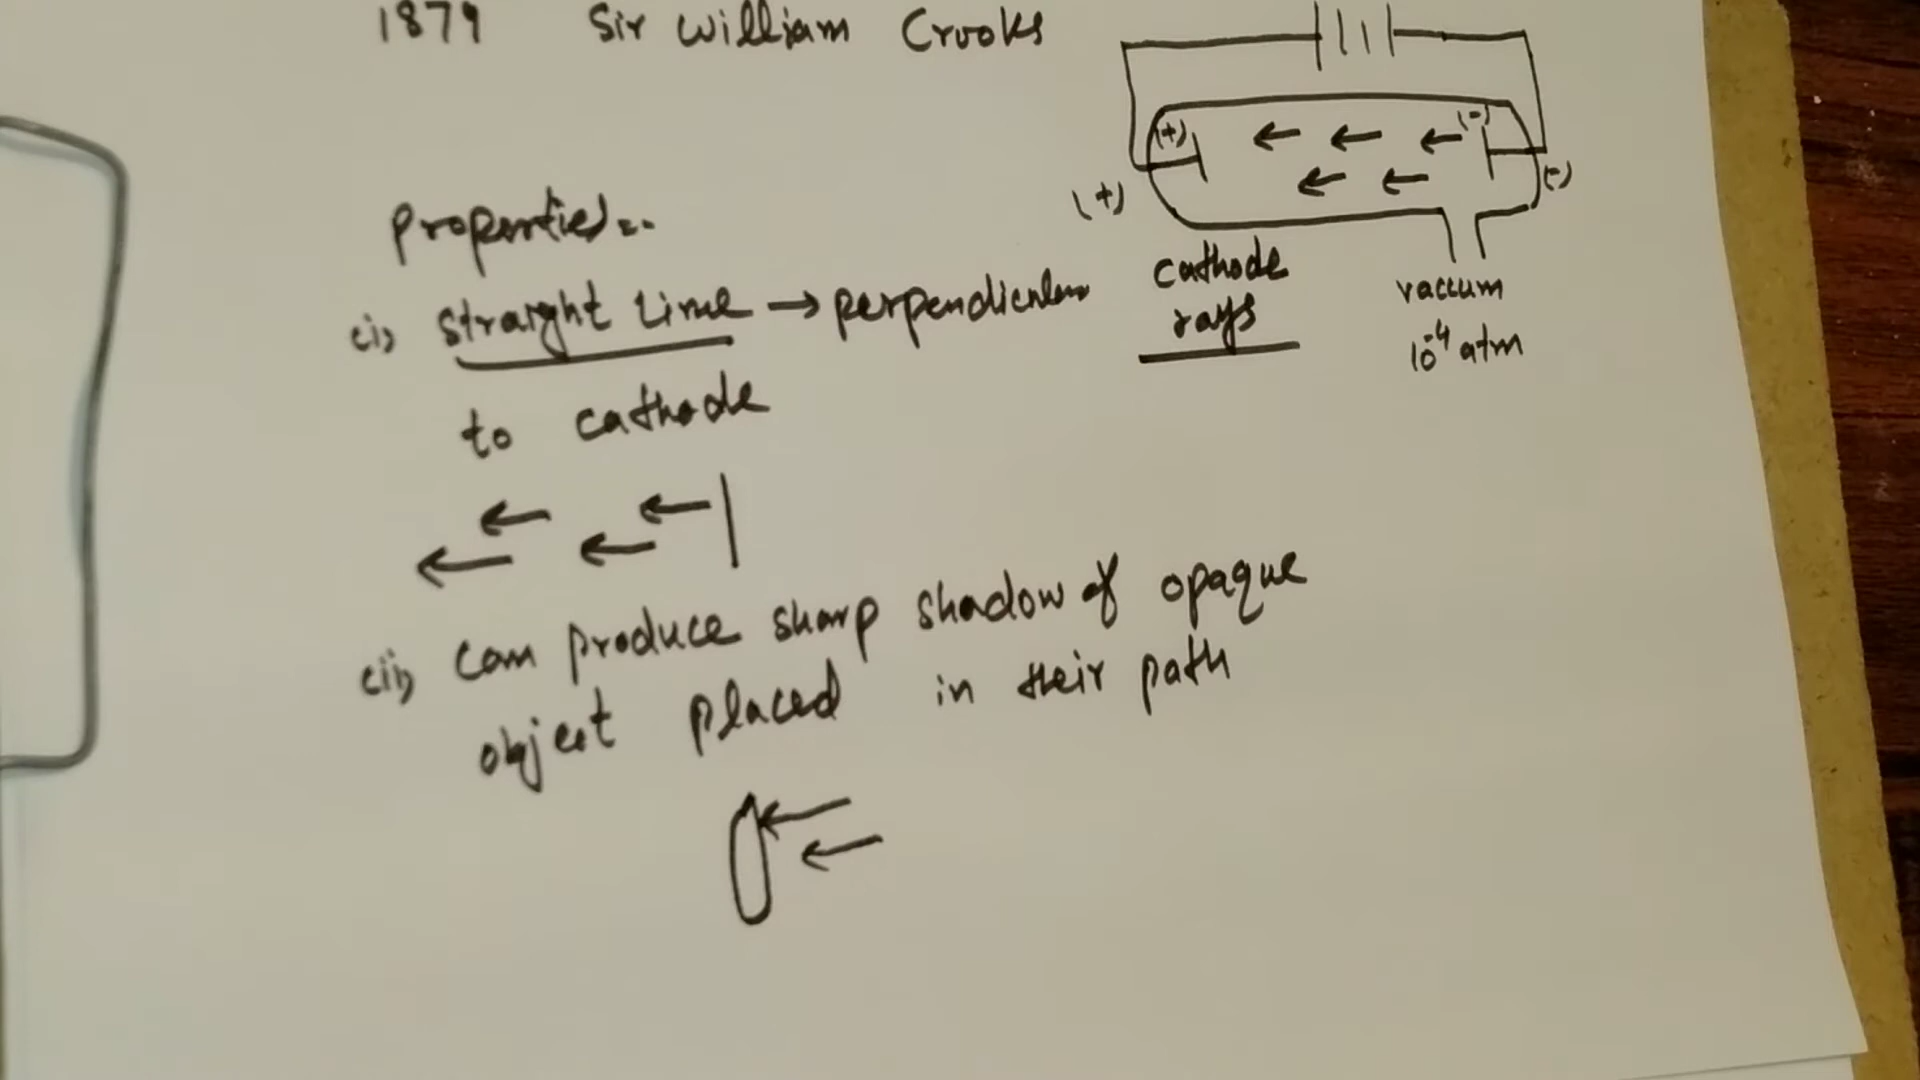 1879 Sir William Crooks
(+) (-)
(+) (-)
cathode
rays
vaccum
10⁻⁴ atm
Properties:-
(i) straight line → perpendicular
to cathode
(ii) can produce sharp shadow of opaque
object placed in their path